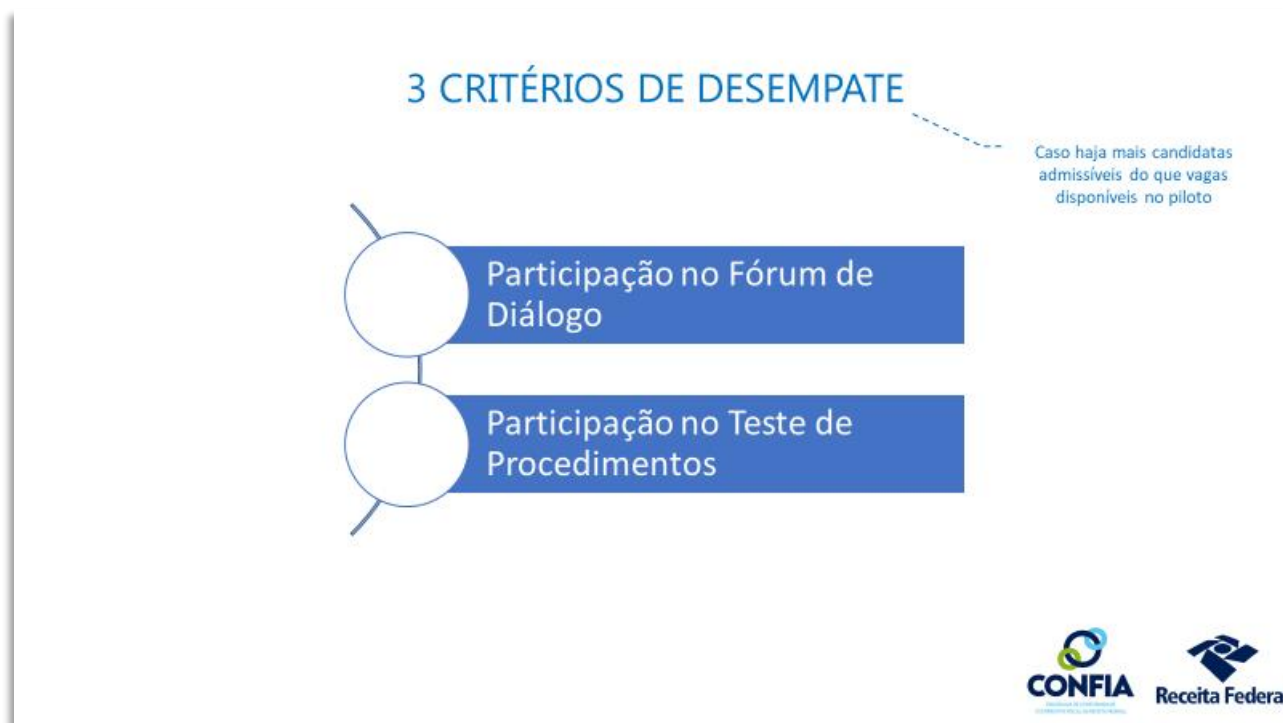 3 CRITÉRIOS DE DESEMPATE
Caso haja mais candidatas
admissíveis do que vagas
disponíveis no piloto
Participação no Fórum de
Diálogo
Participação no Teste de
Procedimentos
CONFIA
Receita Federa